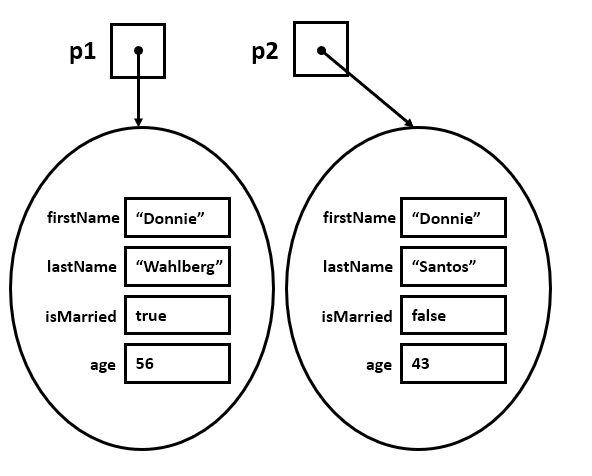 p1
p2
firstName "Donnie"
lastName "Wahlberg"
isMarried true
age 56
firstName "Donnie"
lastName "Santos"
isMarried false
age 43